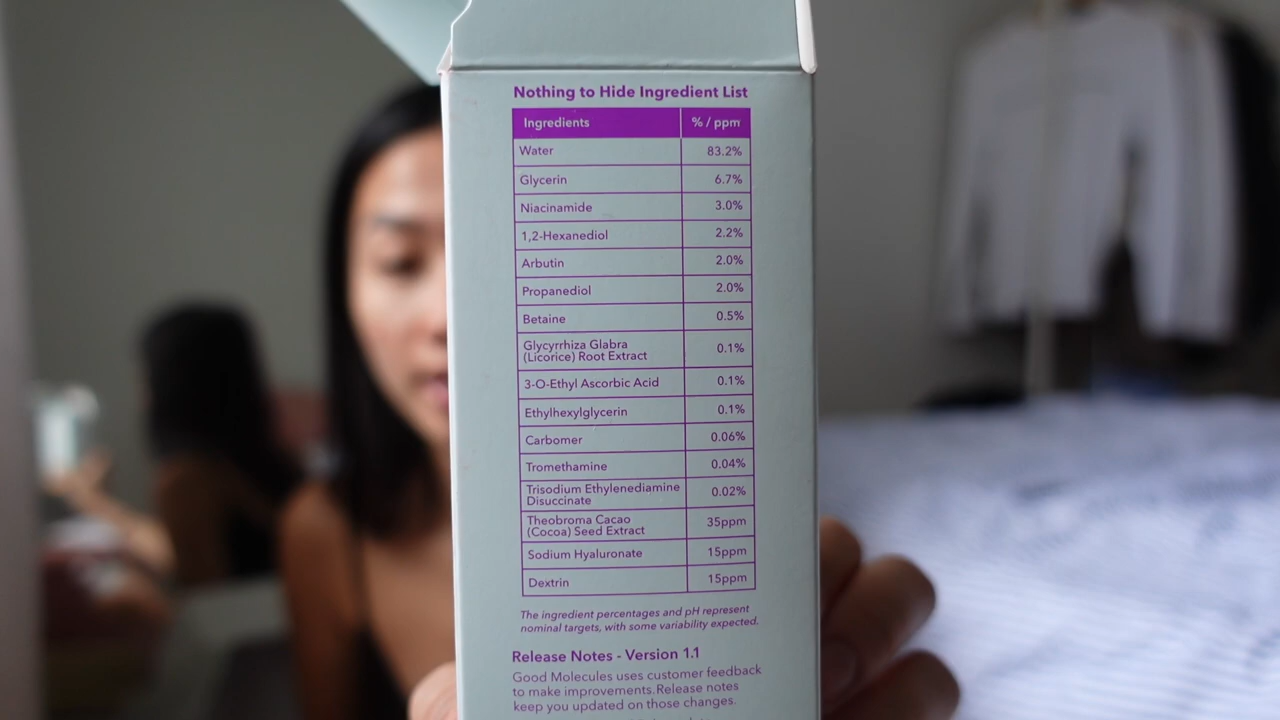 Nothing to Hide Ingredient List
Ingredients % / ppm
Water 83.2%
Glycerin 6.7%
Niacinamide 3.0%
1,2-Hexanediol 2.2%
Arbutin 2.0%
Propanediol 2.0%
Betaine 0.5%
Glycyrrhiza Glabra
(Licorice) Root Extract 0.1%
3-O-Ethyl Ascorbic Acid 0.1%
Ethylhexylglycerin 0.1%
Carbomer 0.06%
Tromethamine 0.04%
Trisodium Ethylenediamine
Disuccinate 0.02%
Theobroma Cacao
(Cocoa) Seed Extract 35ppm
Sodium Hyaluronate 15ppm
Dextrin 15ppm
The ingredient percentages and pH represent
nominal targets, with some variability expected.
Release Notes - Version 1.1
Good Molecules uses customer feedback
to make improvements. Release notes
keep you updated on those changes.